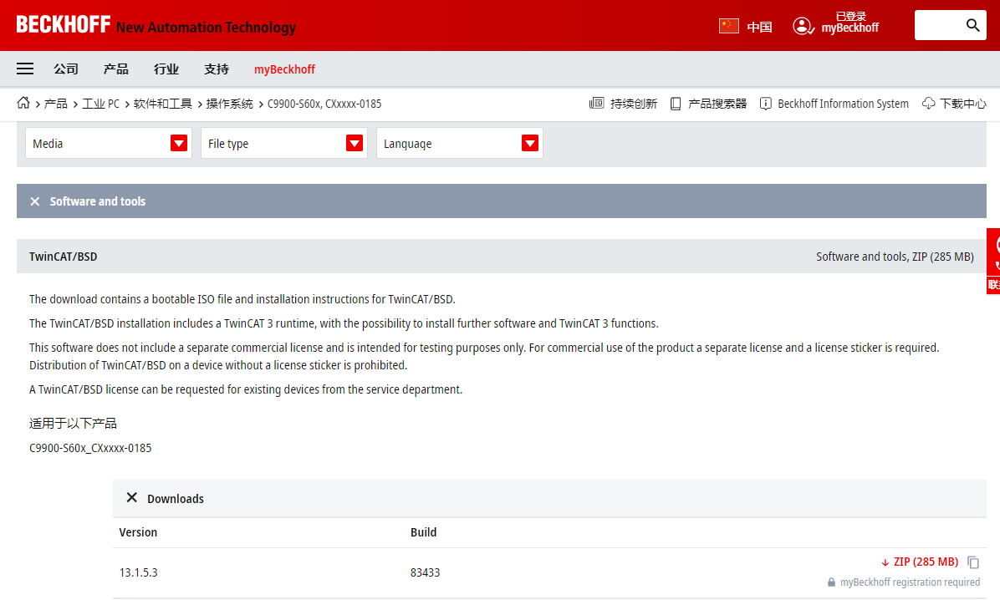 BECKHOFF New Automation Technology
中国
已登录
myBeckhoff
公司 产品 行业 支持 myBeckhoff
产品 > 工业 PC > 软件和工具 > 操作系统 > C9900-S60x, CXxxxx-0185
持续创新 产品搜索器 Beckhoff Information System 下载中心
Media File type Language
Software and tools
TwinCAT/BSD Software and tools, ZIP (285 MB)
The download contains a bootable ISO file and installation instructions for TwinCAT/BSD.
The TwinCAT/BSD installation includes a TwinCAT 3 runtime, with the possibility to install further software and TwinCAT 3 functions.
This software does not include a separate commercial license and is intended for testing purposes only. For commercial use of the product a separate license and a license sticker is required.
Distribution of TwinCAT/BSD on a device without a license sticker is prohibited.
A TwinCAT/BSD license can be requested for existing devices from the service department.
适用于以下产品
C9900-S60x_CXxxxx-0185
Downloads
Version Build
13.1.5.3 83433 ZIP (285 MB)
myBeckhoff registration required